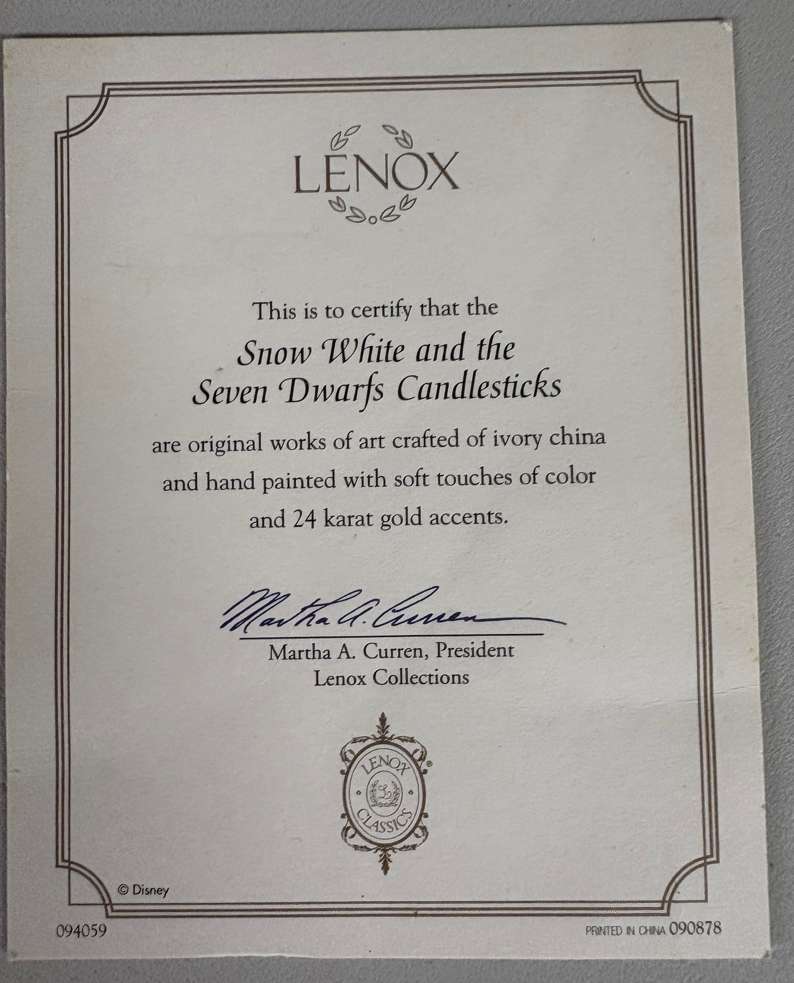 LENOX
This is to certify that the
Snow White and the
Seven Dwarfs Candlesticks
are original works of art crafted of ivory china
and hand painted with soft touches of color
and 24 karat gold accents.
Martha A. Curren
Martha A. Curren, President
Lenox Collections
LENOX
L
CLASSICS
®
© Disney
094059
PRINTED IN CHINA 090878